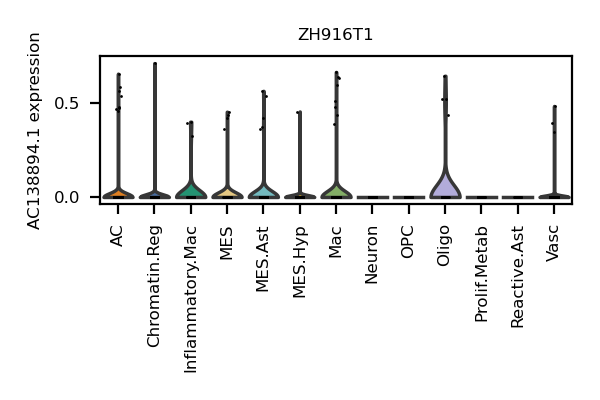 ZH916T1
AC138894.1 expression
0.5
0.0
AC
Chromatin.Reg
Inflammatory.Mac
MES
MES.Ast
MES.Hyp
Mac
Neuron
OPC
Oligo
Prolif.Metab
Reactive.Ast
Vasc